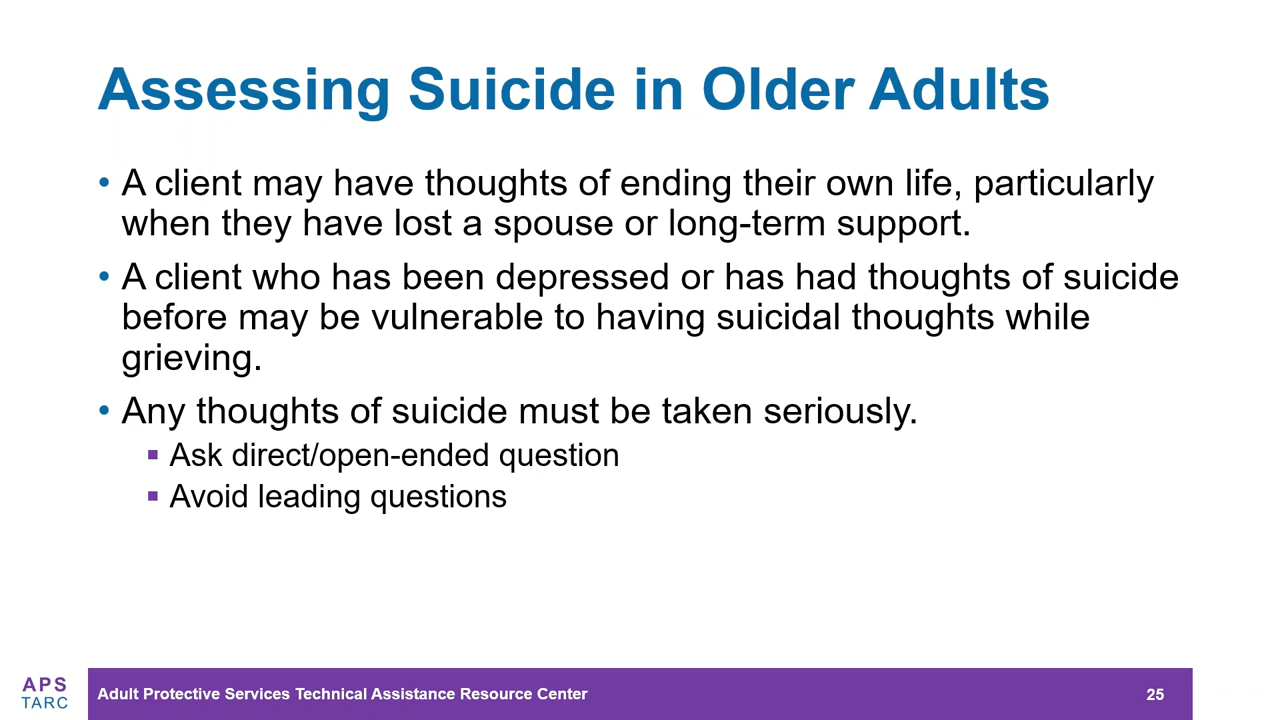 Assessing Suicide in Older Adults
• A client may have thoughts of ending their own life, particularly
when they have lost a spouse or long-term support.
• A client who has been depressed or has had thoughts of suicide
before may be vulnerable to having suicidal thoughts while
grieving.
• Any thoughts of suicide must be taken seriously.
▪ Ask direct/open-ended question
▪ Avoid leading questions
APS
TARC
Adult Protective Services Technical Assistance Resource Center
25